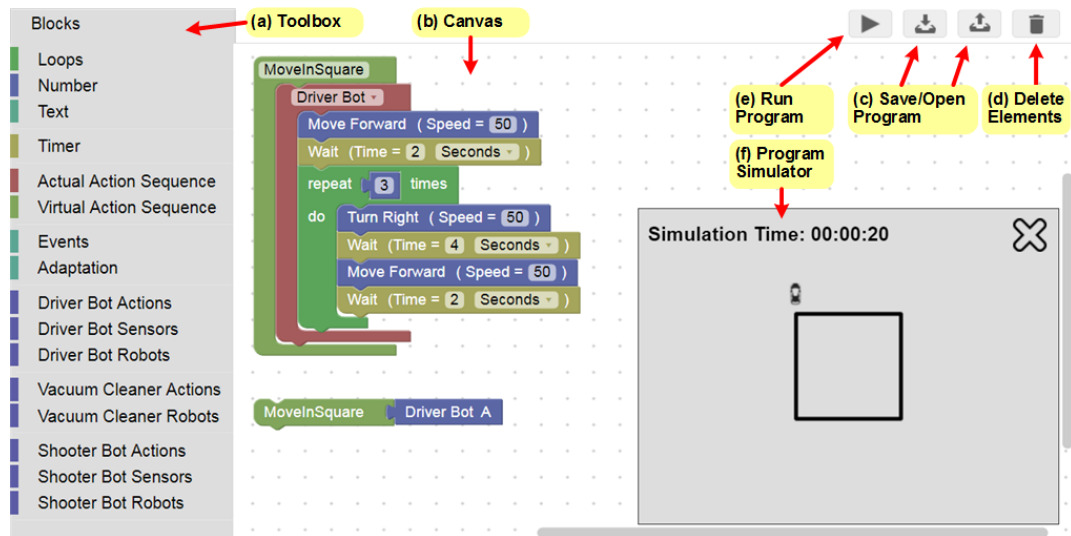 Blocks
(a) Toolbox
(b) Canvas
Loops
Number
Text
Timer
Actual Action Sequence
Virtual Action Sequence
Events
Adaptation
Driver Bot Actions
Driver Bot Sensors
Driver Bot Robots
Vacuum Cleaner Actions
Vacuum Cleaner Robots
Shooter Bot Actions
Shooter Bot Sensors
Shooter Bot Robots
MoveInSquare
Driver Bot
Move Forward ( Speed = 50 )
Wait (Time = 2 Seconds )
repeat 3 times
do Turn Right ( Speed = 50 )
Wait (Time = 4 Seconds )
Move Forward ( Speed = 50 )
Wait (Time = 2 Seconds )
MoveInSquare Driver Bot A
(e) Run
Program
(c) Save/Open
Program
(d) Delete
Elements
(f) Program
Simulator
Simulation Time: 00:00:20